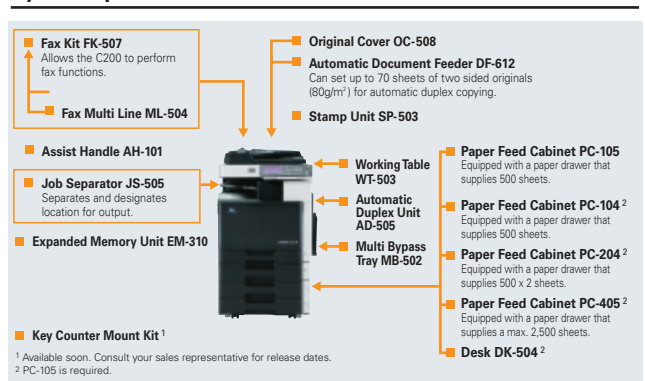 Fax Kit FK-507
Allows the C200 to perform
fax functions.
Fax Multi Line ML-504
Original Cover OC-508
Automatic Document Feeder DF-612
Can set up to 70 sheets of two sided originals
(80g/m²) for automatic duplex copying.
Stamp Unit SP-503
Assist Handle AH-101
Job Separator JS-505
Separates and designates
location for output.
Expanded Memory Unit EM-310
Working Table
WT-503
Automatic
Duplex Unit
AD-505
Multi Bypass
Tray MB-502
Paper Feed Cabinet PC-105
Equipped with a paper drawer that
supplies 500 sheets.
Paper Feed Cabinet PC-104 ²
Equipped with a paper drawer that
supplies 500 sheets.
Paper Feed Cabinet PC-204 ²
Equipped with a paper drawer that
supplies 500 x 2 sheets.
Paper Feed Cabinet PC-405 ²
Equipped with a paper drawer that
supplies a max. 2,500 sheets.
Desk DK-504 ²
Key Counter Mount Kit ¹
¹ Available soon. Consult your sales representative for release dates.
² PC-105 is required.